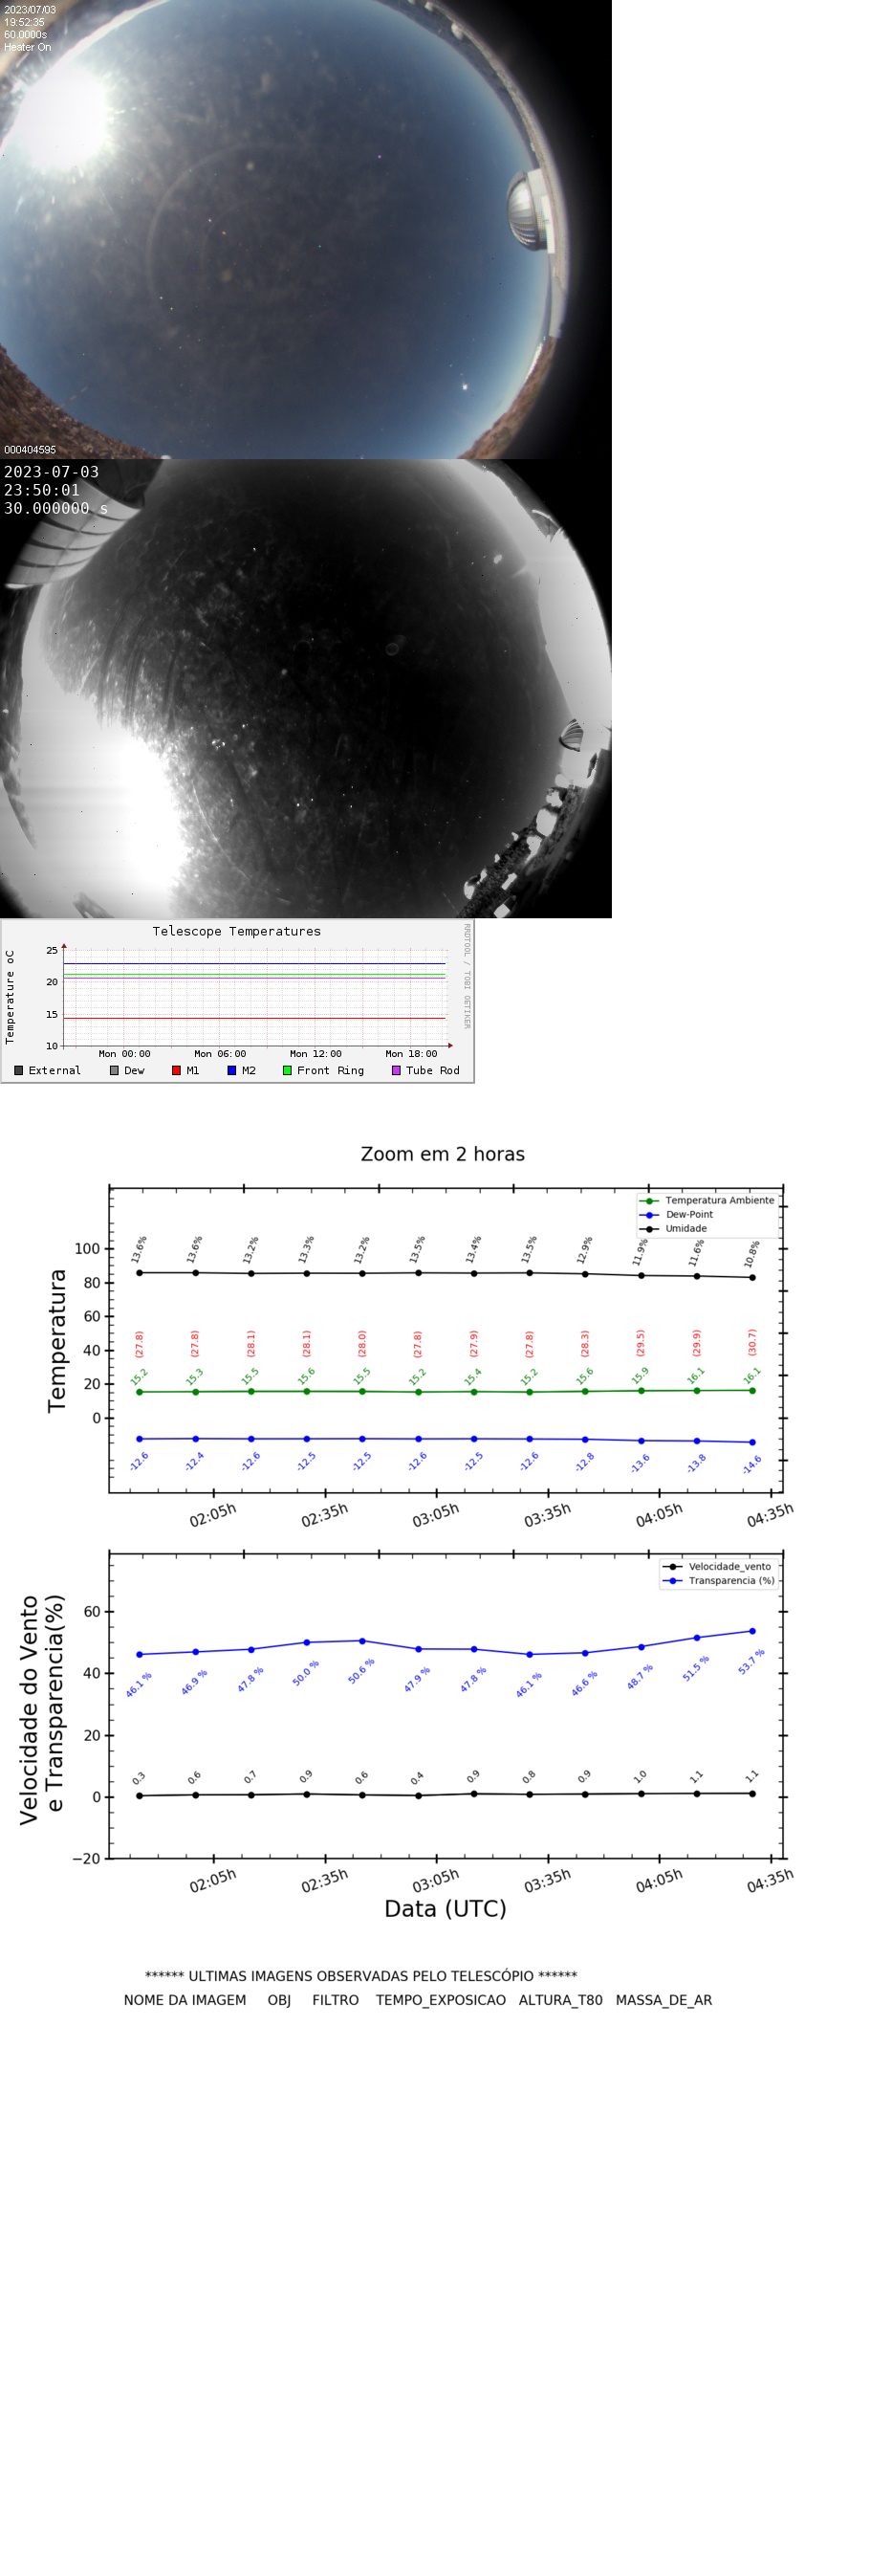 2023/07/03
19:52:35
60.0000s
Heater On
000404595
2023-07-03
23:50:01
30.000000 s
Telescope Temperatures
RRDTOOL / TOBI OETIKER
Temperature oC
25
20
15
10
Mon 00:00 Mon 06:00 Mon 12:00 Mon 18:00
External Dew M1 M2 Front Ring Tube Rod
Zoom em 2 horas
Temperatura
Temperatura Ambiente
Dew-Point
Umidade
100
80
60
40
20
0
13.6% 13.6% 13.2% 13.3% 13.2% 13.5% 13.4% 13.5% 12.9% 11.9% 11.6% 10.8%
(27.8) (27.8) (28.1) (28.1) (28.0) (27.8) (27.9) (27.8) (28.3) (29.5) (29.9) (30.7)
15.2 15.3 15.5 15.6 15.5 15.2 15.4 15.2 15.6 15.9 16.1 16.1
-12.6 -12.4 -12.6 -12.5 -12.5 -12.6 -12.5 -12.6 -12.8 -13.6 -13.8 -14.6
02:05h 02:35h 03:05h 03:35h 04:05h 04:35h
Velocidade do Vento
e Transparencia(%)
Velocidade_vento
Transparencia (%)
60
40
20
0
−20
46.1 % 46.9 % 47.8 % 50.0 % 50.6 % 47.9 % 47.8 % 46.1 % 46.6 % 48.7 % 51.5 % 53.7 %
0.3 0.6 0.7 0.9 0.6 0.4 0.9 0.8 0.9 1.0 1.1 1.1
02:05h 02:35h 03:05h 03:35h 04:05h 04:35h
Data (UTC)
****** ULTIMAS IMAGENS OBSERVADAS PELO TELESCÓPIO ******
NOME DA IMAGEM OBJ FILTRO TEMPO_EXPOSICAO ALTURA_T80 MASSA_DE_AR